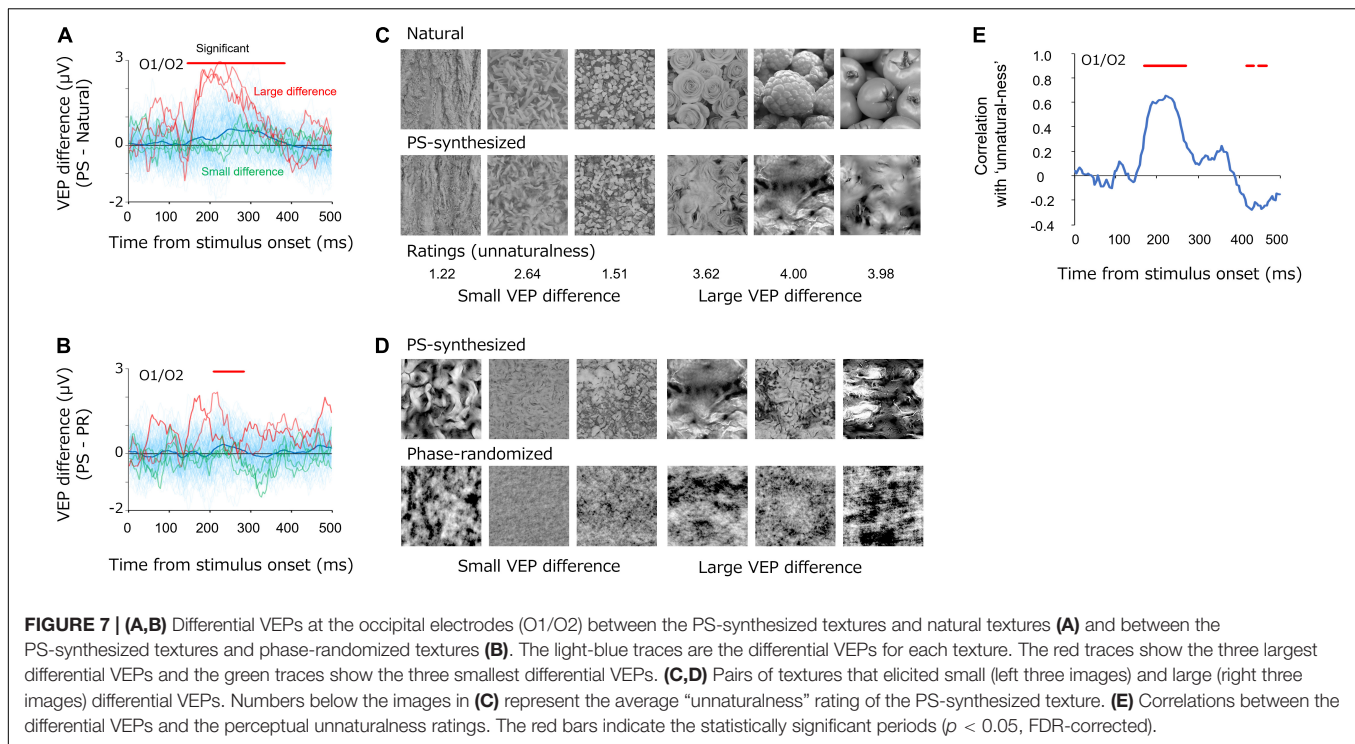 A
3
Significant
O1/O2
Large difference
VEP difference (µV)
(PS - Natural)
0
Small difference
-2
0 100 200 300 400 500
Time from stimulus onset (ms)
B
3
O1/O2
VEP difference (µV)
(PS - PR)
0
-2
0 100 200 300 400 500
Time from stimulus onset (ms)
C
Natural
PS-synthesized
Ratings (unnaturalness)
1.22 2.64 1.51 3.62 4.00 3.98
Small VEP difference Large VEP difference
D
PS-synthesized
Phase-randomized
Small VEP difference Large VEP difference
E
1.0
O1/O2
0.8
0.6
0.4
0.2
0
-0.2
-0.4
Correlation
with 'unnatural-ness'
0 100 200 300 400 500
Time from stimulus onset (ms)
FIGURE 7 | (A,B) Differential VEPs at the occipital electrodes (O1/O2) between the PS-synthesized textures and natural textures (A) and between the
PS-synthesized textures and phase-randomized textures (B). The light-blue traces are the differential VEPs for each texture. The red traces show the three largest
differential VEPs and the green traces show the three smallest differential VEPs. (C,D) Pairs of textures that elicited small (left three images) and large (right three
images) differential VEPs. Numbers below the images in (C) represent the average “unnaturalness” rating of the PS-synthesized texture. (E) Correlations between the
differential VEPs and the perceptual unnaturalness ratings. The red bars indicate the statistically significant periods (p < 0.05, FDR-corrected).